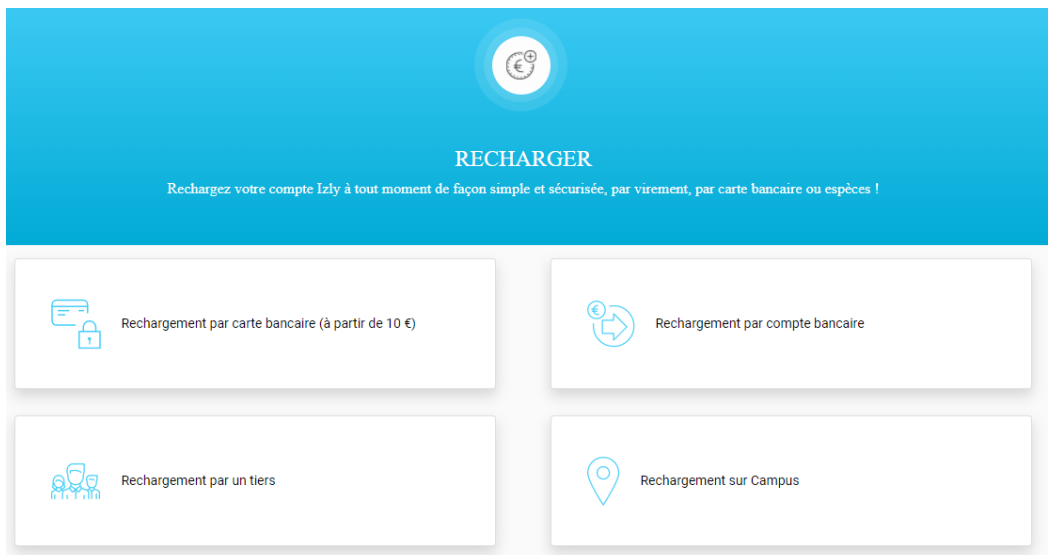 RECHARGER
Rechargez votre compte Izly à tout moment de façon simple et sécurisée, par virement, par carte bancaire ou espèces !
Rechargement par carte bancaire (à partir de 10 €)
Rechargement par compte bancaire
Rechargement par un tiers
Rechargement sur Campus